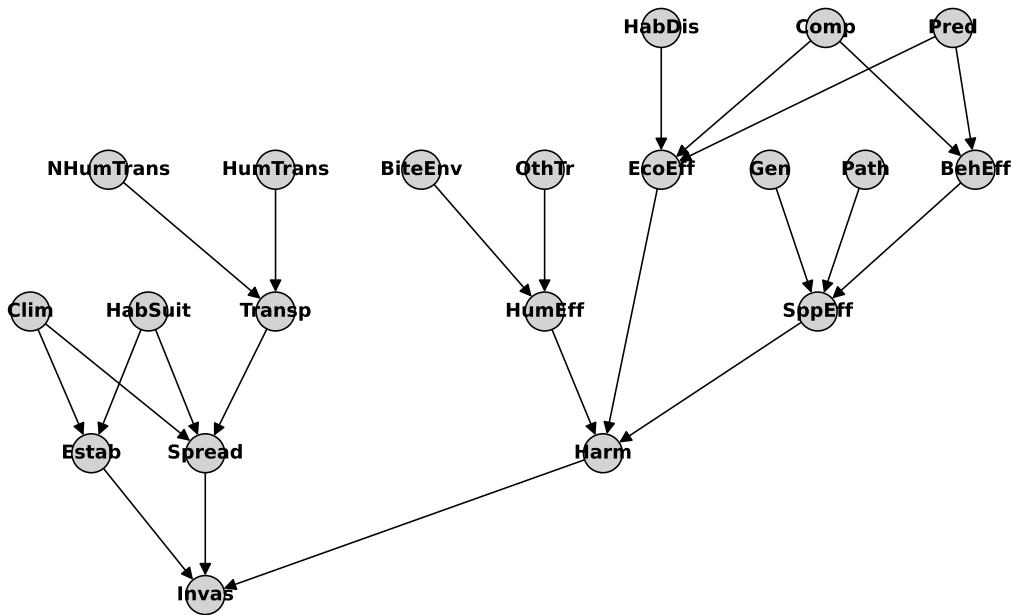 HabDis Comp Pred
NHumTrans HumTrans BiteEnv OthTr EcoEff Gen Path BehEff
Clim HabSuit Transp HumEff SppEff
Estab Spread Harm
Invas